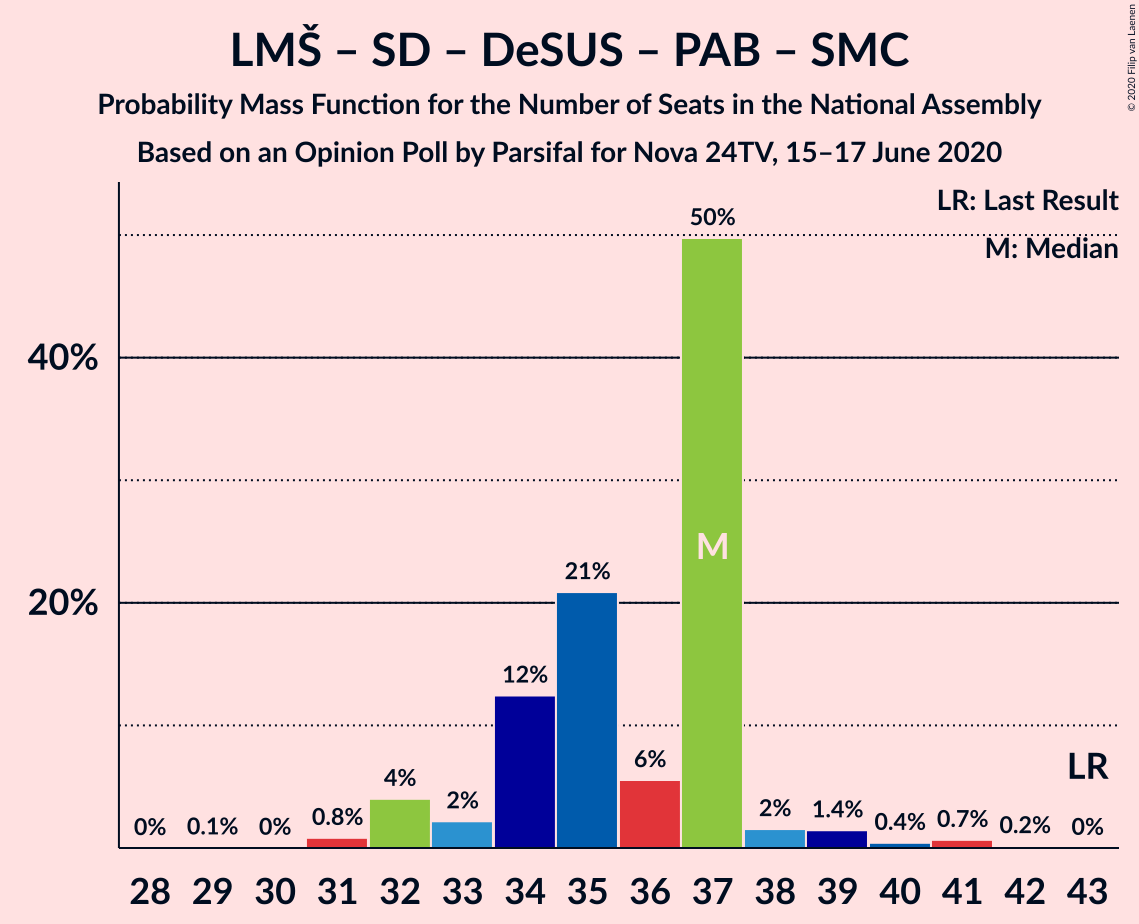 LMŠ – SD – DeSUS – PAB – SMC
Probability Mass Function for the Number of Seats in the National Assembly
Based on an Opinion Poll by Parsifal for Nova 24TV, 15–17 June 2020
© 2020 Filip van Laenen
LR: Last Result
M: Median
40%
20%
0%
0.1%
0%
0.8%
4%
2%
12%
21%
6%
50%
M
2%
1.4%
0.4%
0.7%
0.2%
0%
LR
28 29 30 31 32 33 34 35 36 37 38 39 40 41 42 43